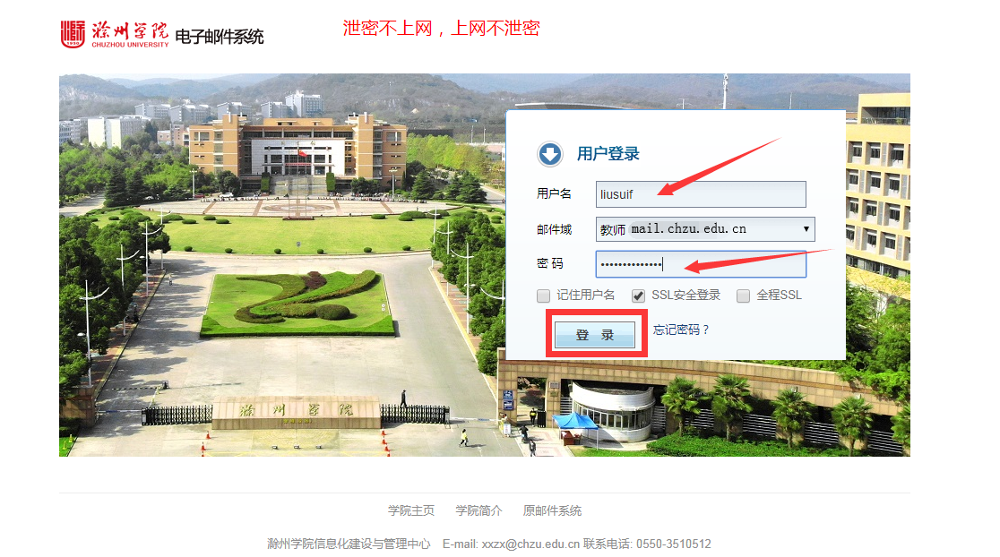 滁州学院
CHUZHOU UNIVERSITY
电子邮件系统
泄密不上网，上网不泄密
用户登录
用户名 liusuif
邮件域 教师 mail.chzu.edu.cn
密 码 ••••••••••••••
记住用户名 SSL安全登录 全程SSL
登 录 忘记密码？
滁州学院
学院主页 学院简介 原邮件系统
滁州学院信息化建设与管理中心 E-mail: xxzx@chzu.edu.cn 联系电话: 0550-3510512